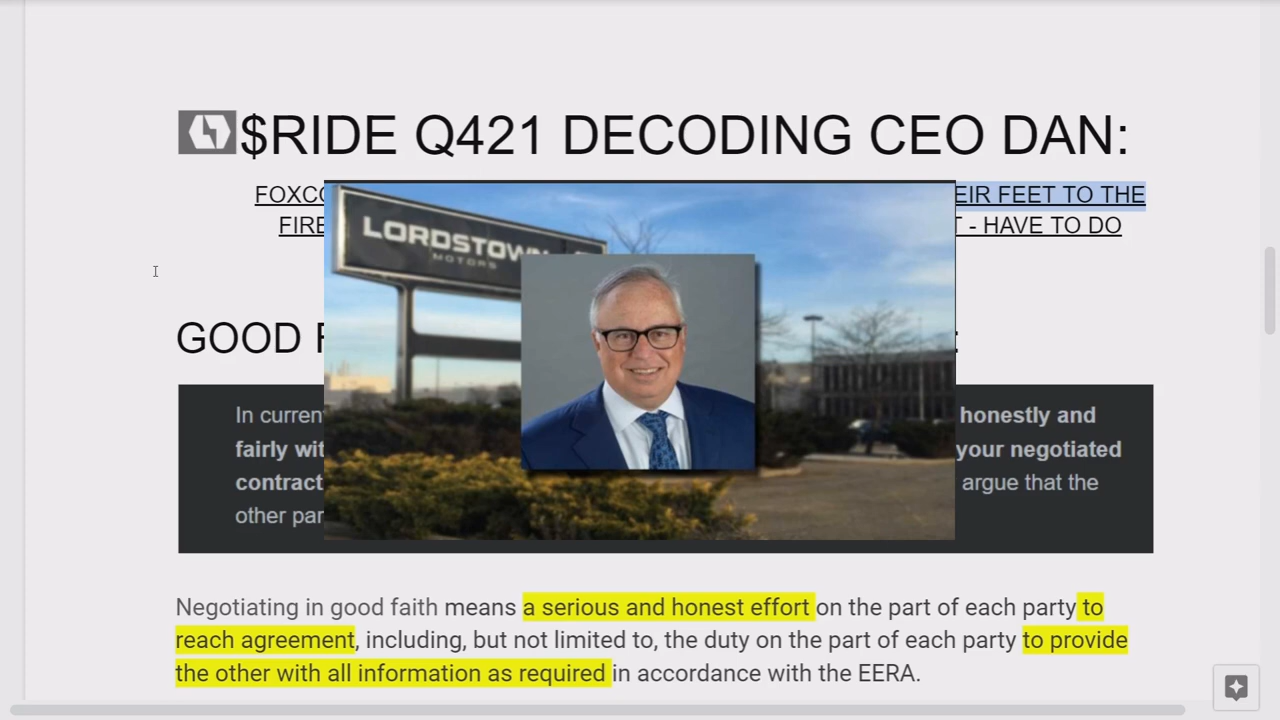 $RIDE Q421 DECODING CEO DAN:
EIR FEET TO THE
FIRE T - HAVE TO DO
LORDSTOWN
MOTORS
GOOD
In curren honestly and
fairly wit your negotiated
contract argue that the
other par
Negotiating in good faith means a serious and honest effort on the part of each party to
reach agreement, including, but not limited to, the duty on the part of each party to provide
the other with all information as required in accordance with the EERA.